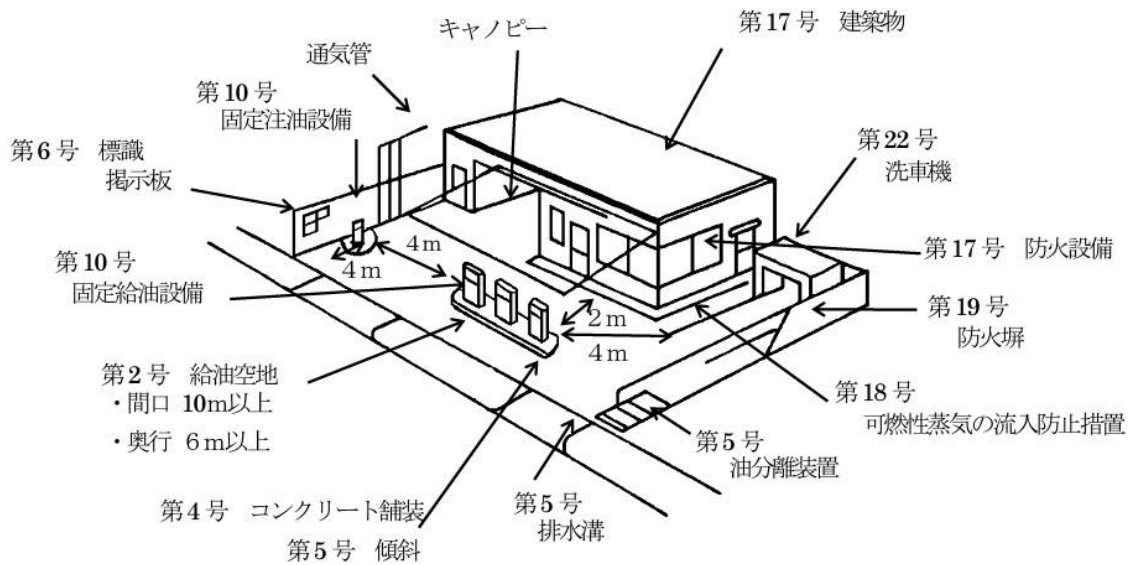 キャノピー
第17号 建築物
通気管
第10号
固定注油設備
第6号 標識
掲示板
第22号
洗車機
第17号 防火設備
4m
4m
第10号
固定給油設備
2m
4m
第19号
防火塀
第2号 給油空地
・間口 10m以上
・奥行 6m以上
第18号
可燃性蒸気の流入防止措置
第5号
油分離装置
第5号
排水溝
第4号 コンクリート舗装
第5号 傾斜